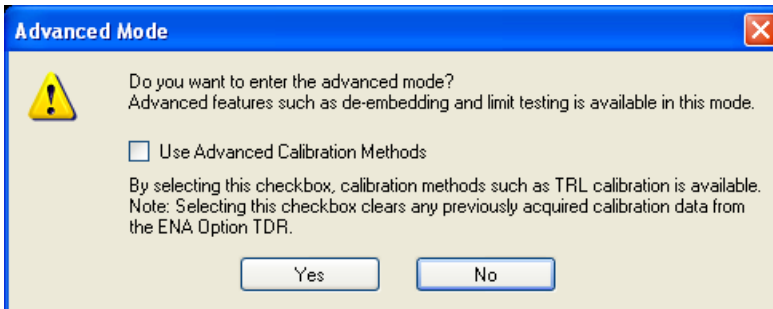 Advanced Mode
Do you want to enter the advanced mode?
Advanced features such as de-embedding and limit testing is available in this mode.
Use Advanced Calibration Methods
By selecting this checkbox, calibration methods such as TRL calibration is available.
Note: Selecting this checkbox clears any previously acquired calibration data from
the ENA Option TDR.
Yes
No